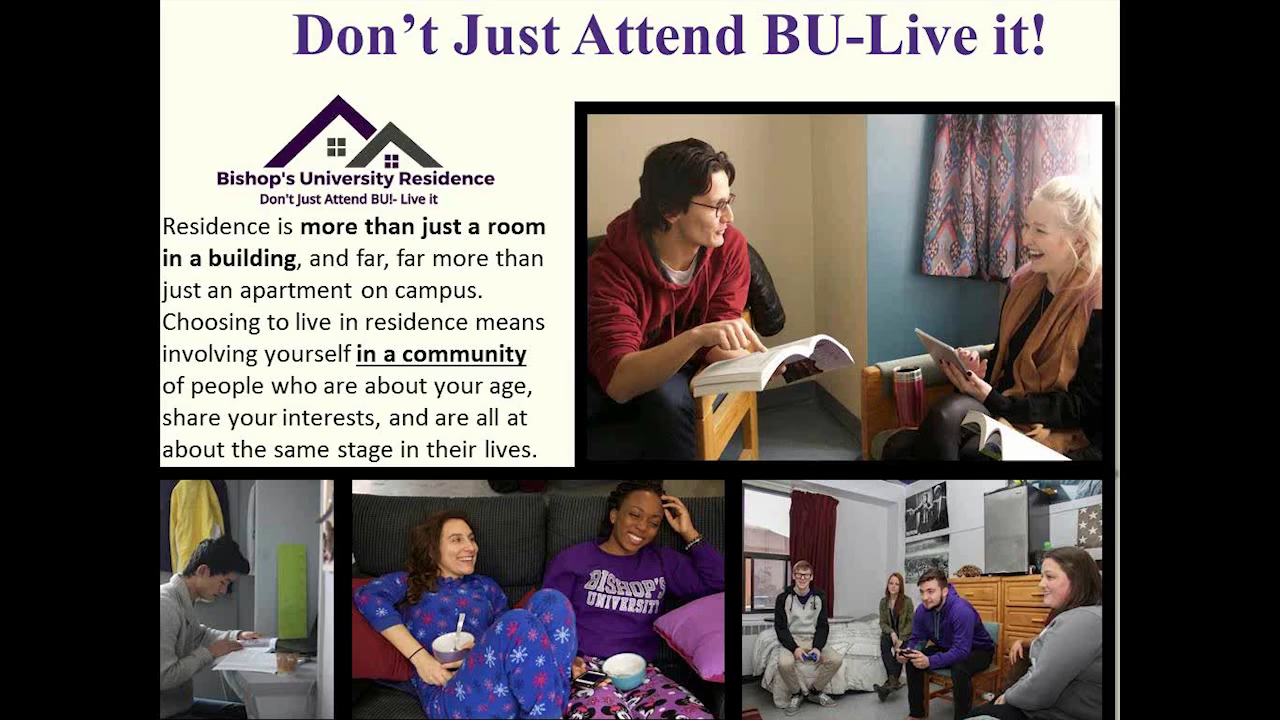 Don't Just Attend BU-Live it!
Bishop's University Residence
Don't Just Attend BU!- Live it
Residence is more than just a room
in a building, and far, far more than
just an apartment on campus.
Choosing to live in residence means
involving yourself in a community
of people who are about your age,
share your interests, and are all at
about the same stage in their lives.
BISHOP'S
UNIVERSITY